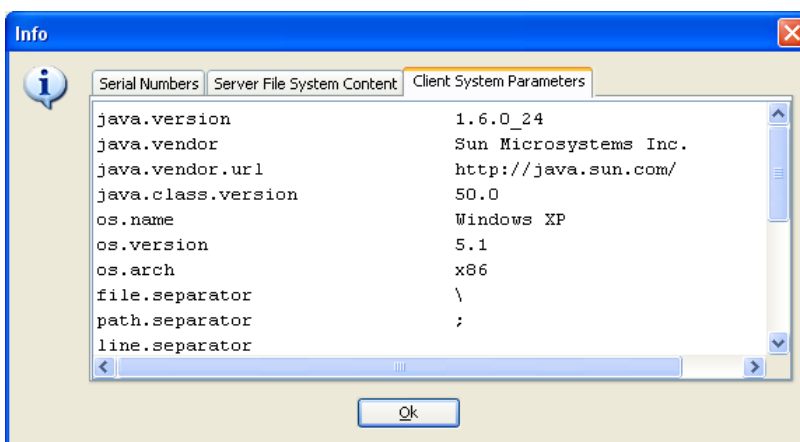 Info
Serial Numbers Server File System Content Client System Parameters
java.version 1.6.0_24
java.vendor Sun Microsystems Inc.
java.vendor.url http://java.sun.com/
java.class.version 50.0
os.name Windows XP
os.version 5.1
os.arch x86
file.separator \
path.separator ;
line.separator
Ok